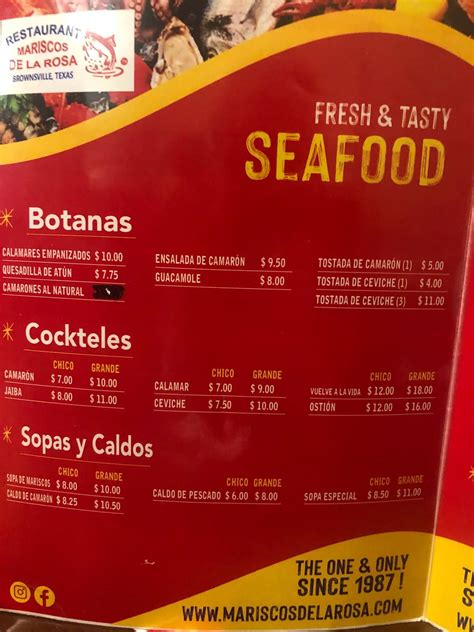 RESTAURANT
MARISCOS
DE LA ROSA
BROWNSVILLE, TEXAS
FRESH & TASTY
SEAFOOD
Botanas
CALAMARES EMPANIZADOS $ 10.00
QUESADILLA DE ATÚN $ 7.75
CAMARONES AL NATURAL
ENSALADA DE CAMARÓN $ 9.50
GUACAMOLE $ 8.00
TOSTADA DE CAMARÓN (1) $ 5.00
TOSTADA DE CEVICHE (1) $ 4.00
TOSTADA DE CEVICHE (3) $ 11.00
Cockteles
CHICO GRANDE
CAMARÓN $ 7.00 $ 10.00
JAIBA $ 8.00 $ 11.00
CHICO GRANDE
CALAMAR $ 7.00 $ 9.00
CEVICHE $ 7.50 $ 10.00
CHICO GRANDE
VUELVE A LA VIDA $ 12.00 $ 18.00
OSTIÓN $ 12.00 $ 16.00
Sopas y Caldos
CHICO GRANDE
SOPA DE MARISCOS $ 8.00 $ 10.00
CALDO DE CAMARÓN $ 8.25 $ 10.50
CHICO GRANDE
CALDO DE PESCADO $ 6.00 $ 8.00
CHICO GRANDE
SOPA ESPECIAL $ 8.50 $ 11.00
THE ONE & ONLY
SINCE 1987 !
WWW.MARISCOSDELAROSA.COM